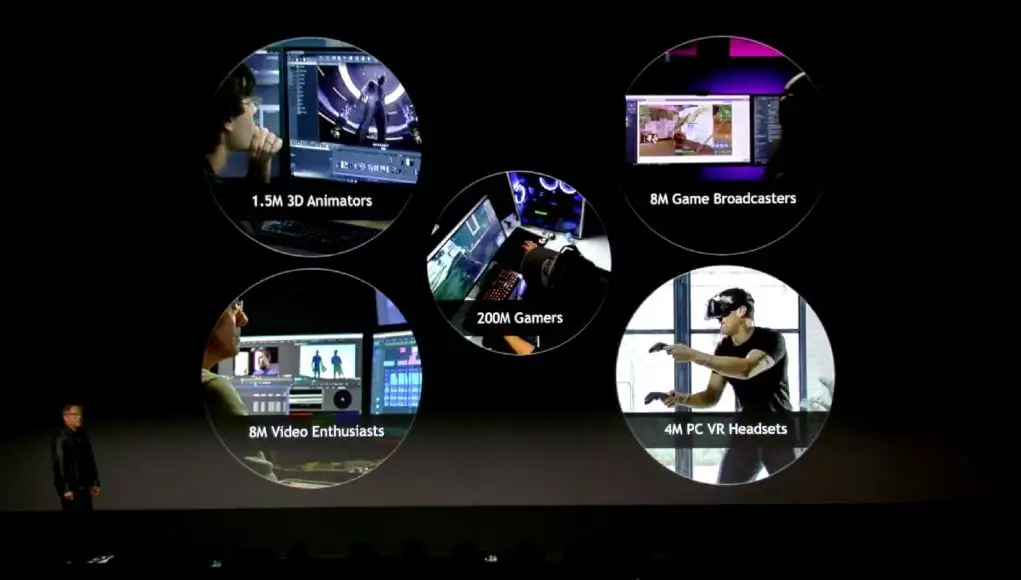 1.5M 3D Animators
8M Game Broadcasters
200M Gamers
8M Video Enthusiasts
4M PC VR Headsets